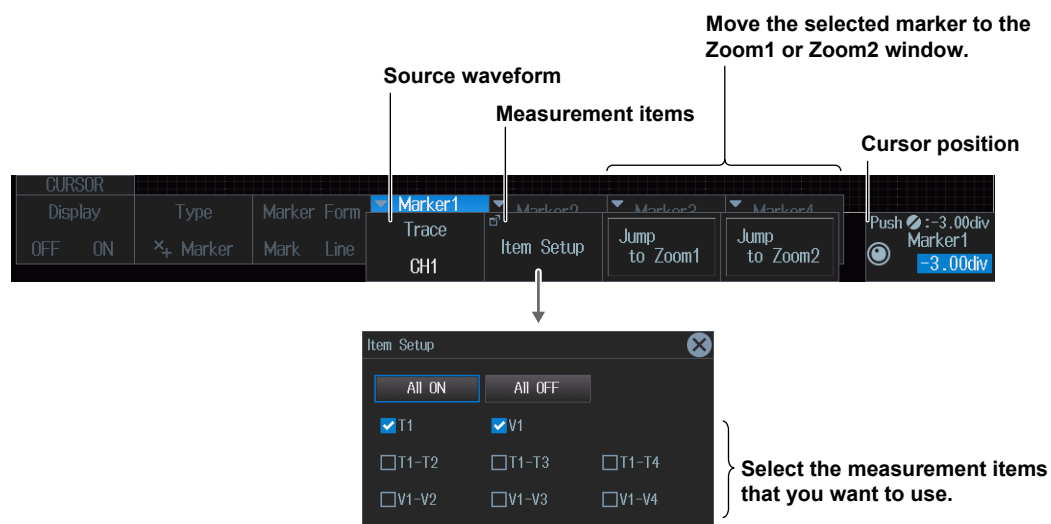 Move the selected marker to the
Zoom1 or Zoom2 window.
Source waveform
Measurement items
Cursor position
CURSOR
Display
OFF ON
Type
Marker
Marker Form
Mark Line
Marker1
Trace
CH1
Marker2
Item Setup
Marker3
Jump
to Zoom1
Marker4
Jump
to Zoom2
Push :-3.00div
Marker1
-3.00div
Item Setup
All ON All OFF
T1 V1
T1-T2 T1-T3 T1-T4
V1-V2 V1-V3 V1-V4
Select the measurement items
that you want to use.